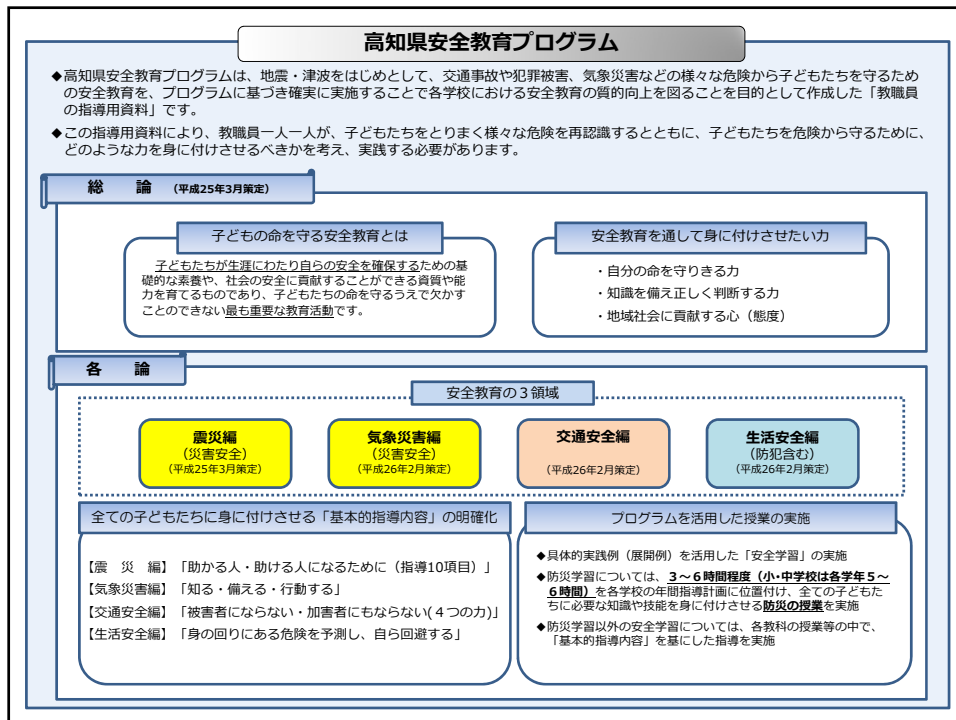 高知県安全教育プログラム
◆高知県安全教育プログラムは、地震・津波をはじめとして、交通事故や犯罪被害、気象災害などの様々な危険から子どもたちを守るため
の安全教育を、プログラムに基づき確実に実施することで各学校における安全教育の質的向上を図ることを目的として作成した「教職員
の指導用資料」です。
◆この指導用資料により、教職員一人一人が、子どもたちをとりまく様々な危険を再認識するとともに、子どもたちを危険から守るために、
どのような力を身に付けさせるべきかを考え、実践する必要があります。
総　論　（平成25年3月策定）
子どもの命を守る安全教育とは
子どもたちが生涯にわたり自らの安全を確保するための基
礎的な素養や、社会の安全に貢献することができる資質や能
力を育てるものであり、子どもたちの命を守るうえで欠かす
ことのできない最も重要な教育活動です。
安全教育を通して身に付けさせたい力
・自分の命を守りきる力
・知識を備え正しく判断する力
・地域社会に貢献する心（態度）
各　論
安全教育の３領域
震災編
（災害安全）
（平成25年3月策定）
気象災害編
（災害安全）
（平成26年2月策定）
交通安全編
（平成26年2月策定）
生活安全編
（防犯含む）
（平成26年2月策定）
全ての子どもたちに身に付けさせる「基本的指導内容」の明確化
【震　災　編】「助かる人・助ける人になるために（指導10項目）」
【気象災害編】「知る・備える・行動する」
【交通安全編】「被害者にならない・加害者にもならない(４つの力)」
【生活安全編】「身の回りにある危険を予測し、自ら回避する」
プログラムを活用した授業の実施
◆具体的実践例（展開例）を活用した「安全学習」の実施
◆防災学習については、３～６時間程度（小・中学校は各学年５～
６時間）を各学校の年間指導計画に位置付け、全ての子どもた
ちに必要な知識や技能を身に付けさせる防災の授業を実施
◆防災学習以外の安全学習については、各教科の授業等の中で、
「基本的指導内容」を基にした指導を実施